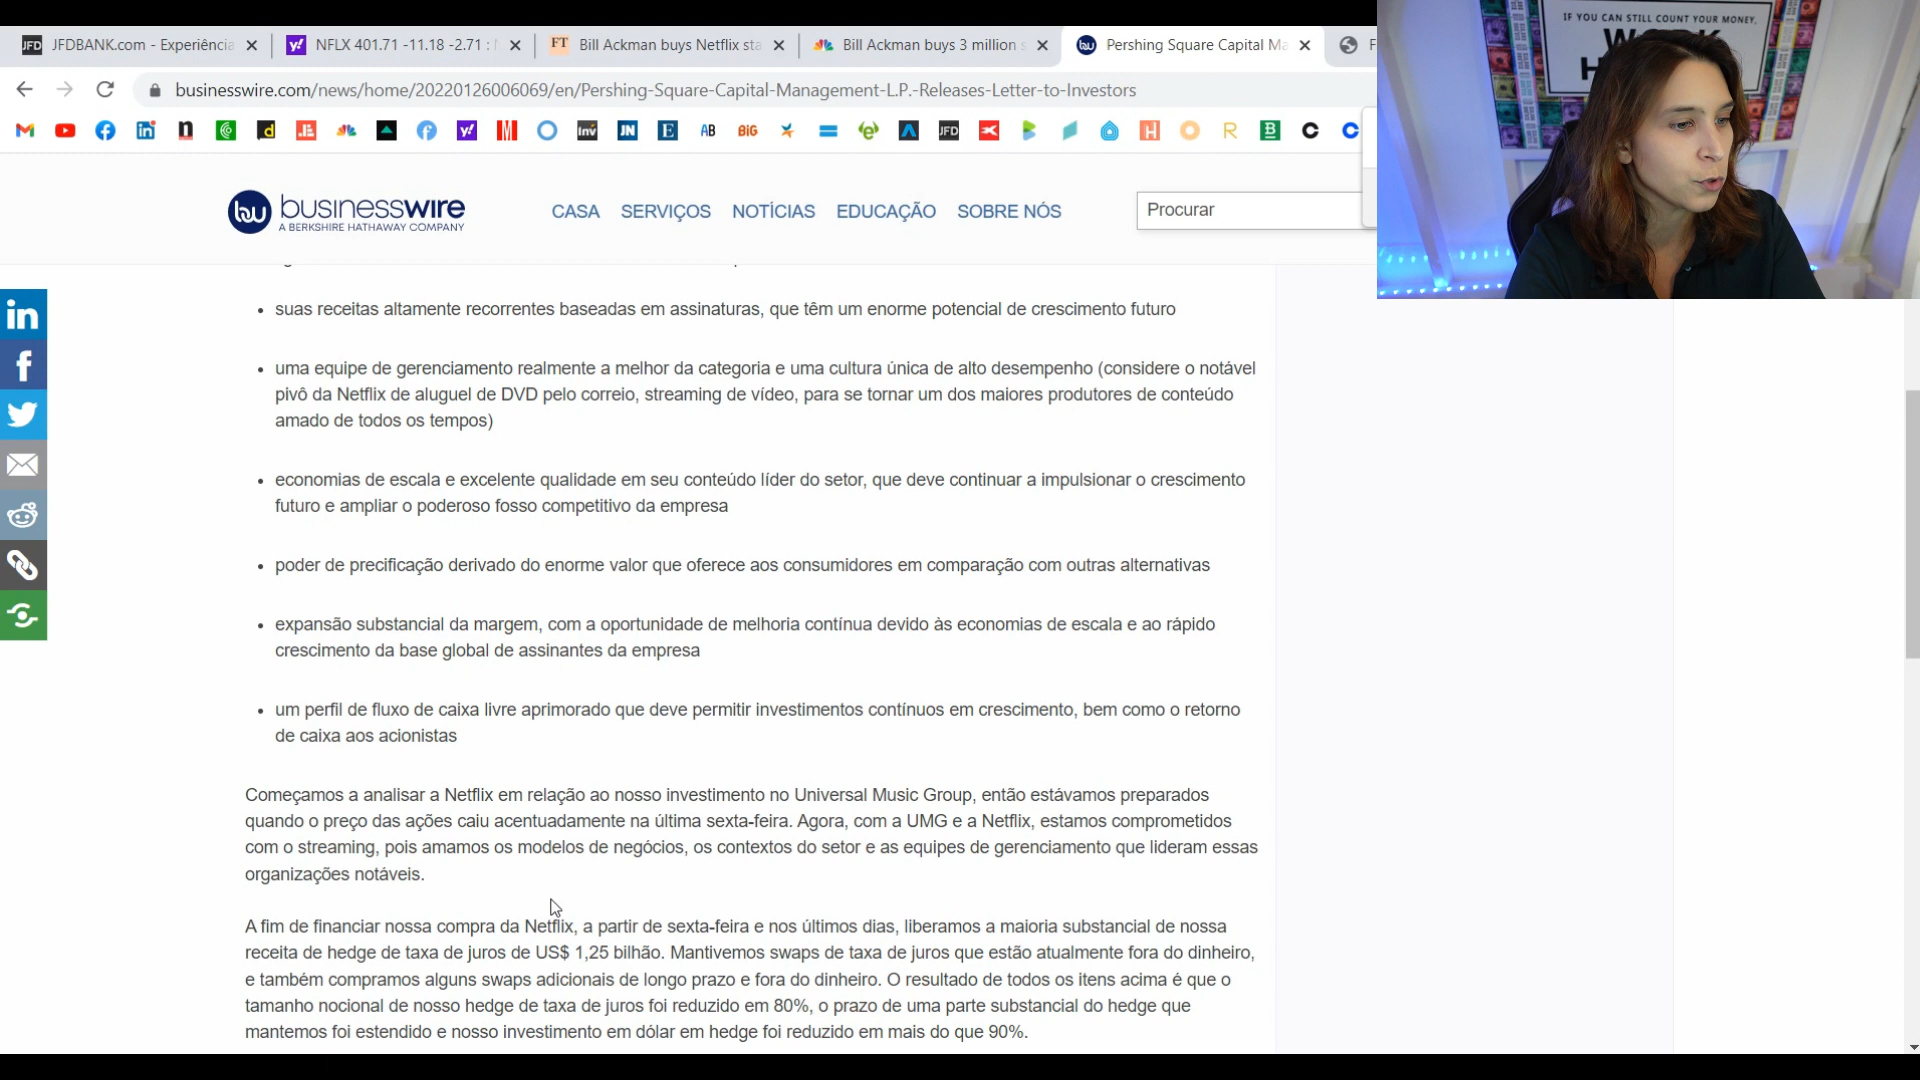 JFDBANK.com - Experiência
NFLX 401.71 -11.18 -2.71 :
Bill Ackman buys Netflix sta
Bill Ackman buys 3 million s
Pershing Square Capital Ma
businesswire.com/news/home/20220126006069/en/Pershing-Square-Capital-Management-L.P.-Releases-Letter-to-Investors
IF YOU CAN STILL COUNT YOUR MONEY,
businesswire
A BERKSHIRE HATHAWAY COMPANY
CASA SERVIÇOS NOTÍCIAS EDUCAÇÃO SOBRE NÓS
Procurar
• suas receitas altamente recorrentes baseadas em assinaturas, que têm um enorme potencial de crescimento futuro
• uma equipe de gerenciamento realmente a melhor da categoria e uma cultura única de alto desempenho (considere o notável
pivô da Netflix de aluguel de DVD pelo correio, streaming de vídeo, para se tornar um dos maiores produtores de conteúdo
amado de todos os tempos)
• economias de escala e excelente qualidade em seu conteúdo líder do setor, que deve continuar a impulsionar o crescimento
futuro e ampliar o poderoso fosso competitivo da empresa
• poder de precificação derivado do enorme valor que oferece aos consumidores em comparação com outras alternativas
• expansão substancial da margem, com a oportunidade de melhoria contínua devido às economias de escala e ao rápido
crescimento da base global de assinantes da empresa
• um perfil de fluxo de caixa livre aprimorado que deve permitir investimentos contínuos em crescimento, bem como o retorno
de caixa aos acionistas
Começamos a analisar a Netflix em relação ao nosso investimento no Universal Music Group, então estávamos preparados
quando o preço das ações caiu acentuadamente na última sexta-feira. Agora, com a UMG e a Netflix, estamos comprometidos
com o streaming, pois amamos os modelos de negócios, os contextos do setor e as equipes de gerenciamento que lideram essas
organizações notáveis.
A fim de financiar nossa compra da Netflix, a partir de sexta-feira e nos últimos dias, liberamos a maioria substancial de nossa
receita de hedge de taxa de juros de US$ 1,25 bilhão. Mantivemos swaps de taxa de juros que estão atualmente fora do dinheiro,
e também compramos alguns swaps adicionais de longo prazo e fora do dinheiro. O resultado de todos os itens acima é que o
tamanho nocional de nosso hedge de taxa de juros foi reduzido em 80%, o prazo de uma parte substancial do hedge que
mantemos foi estendido e nosso investimento em dólar em hedge foi reduzido em mais do que 90%.